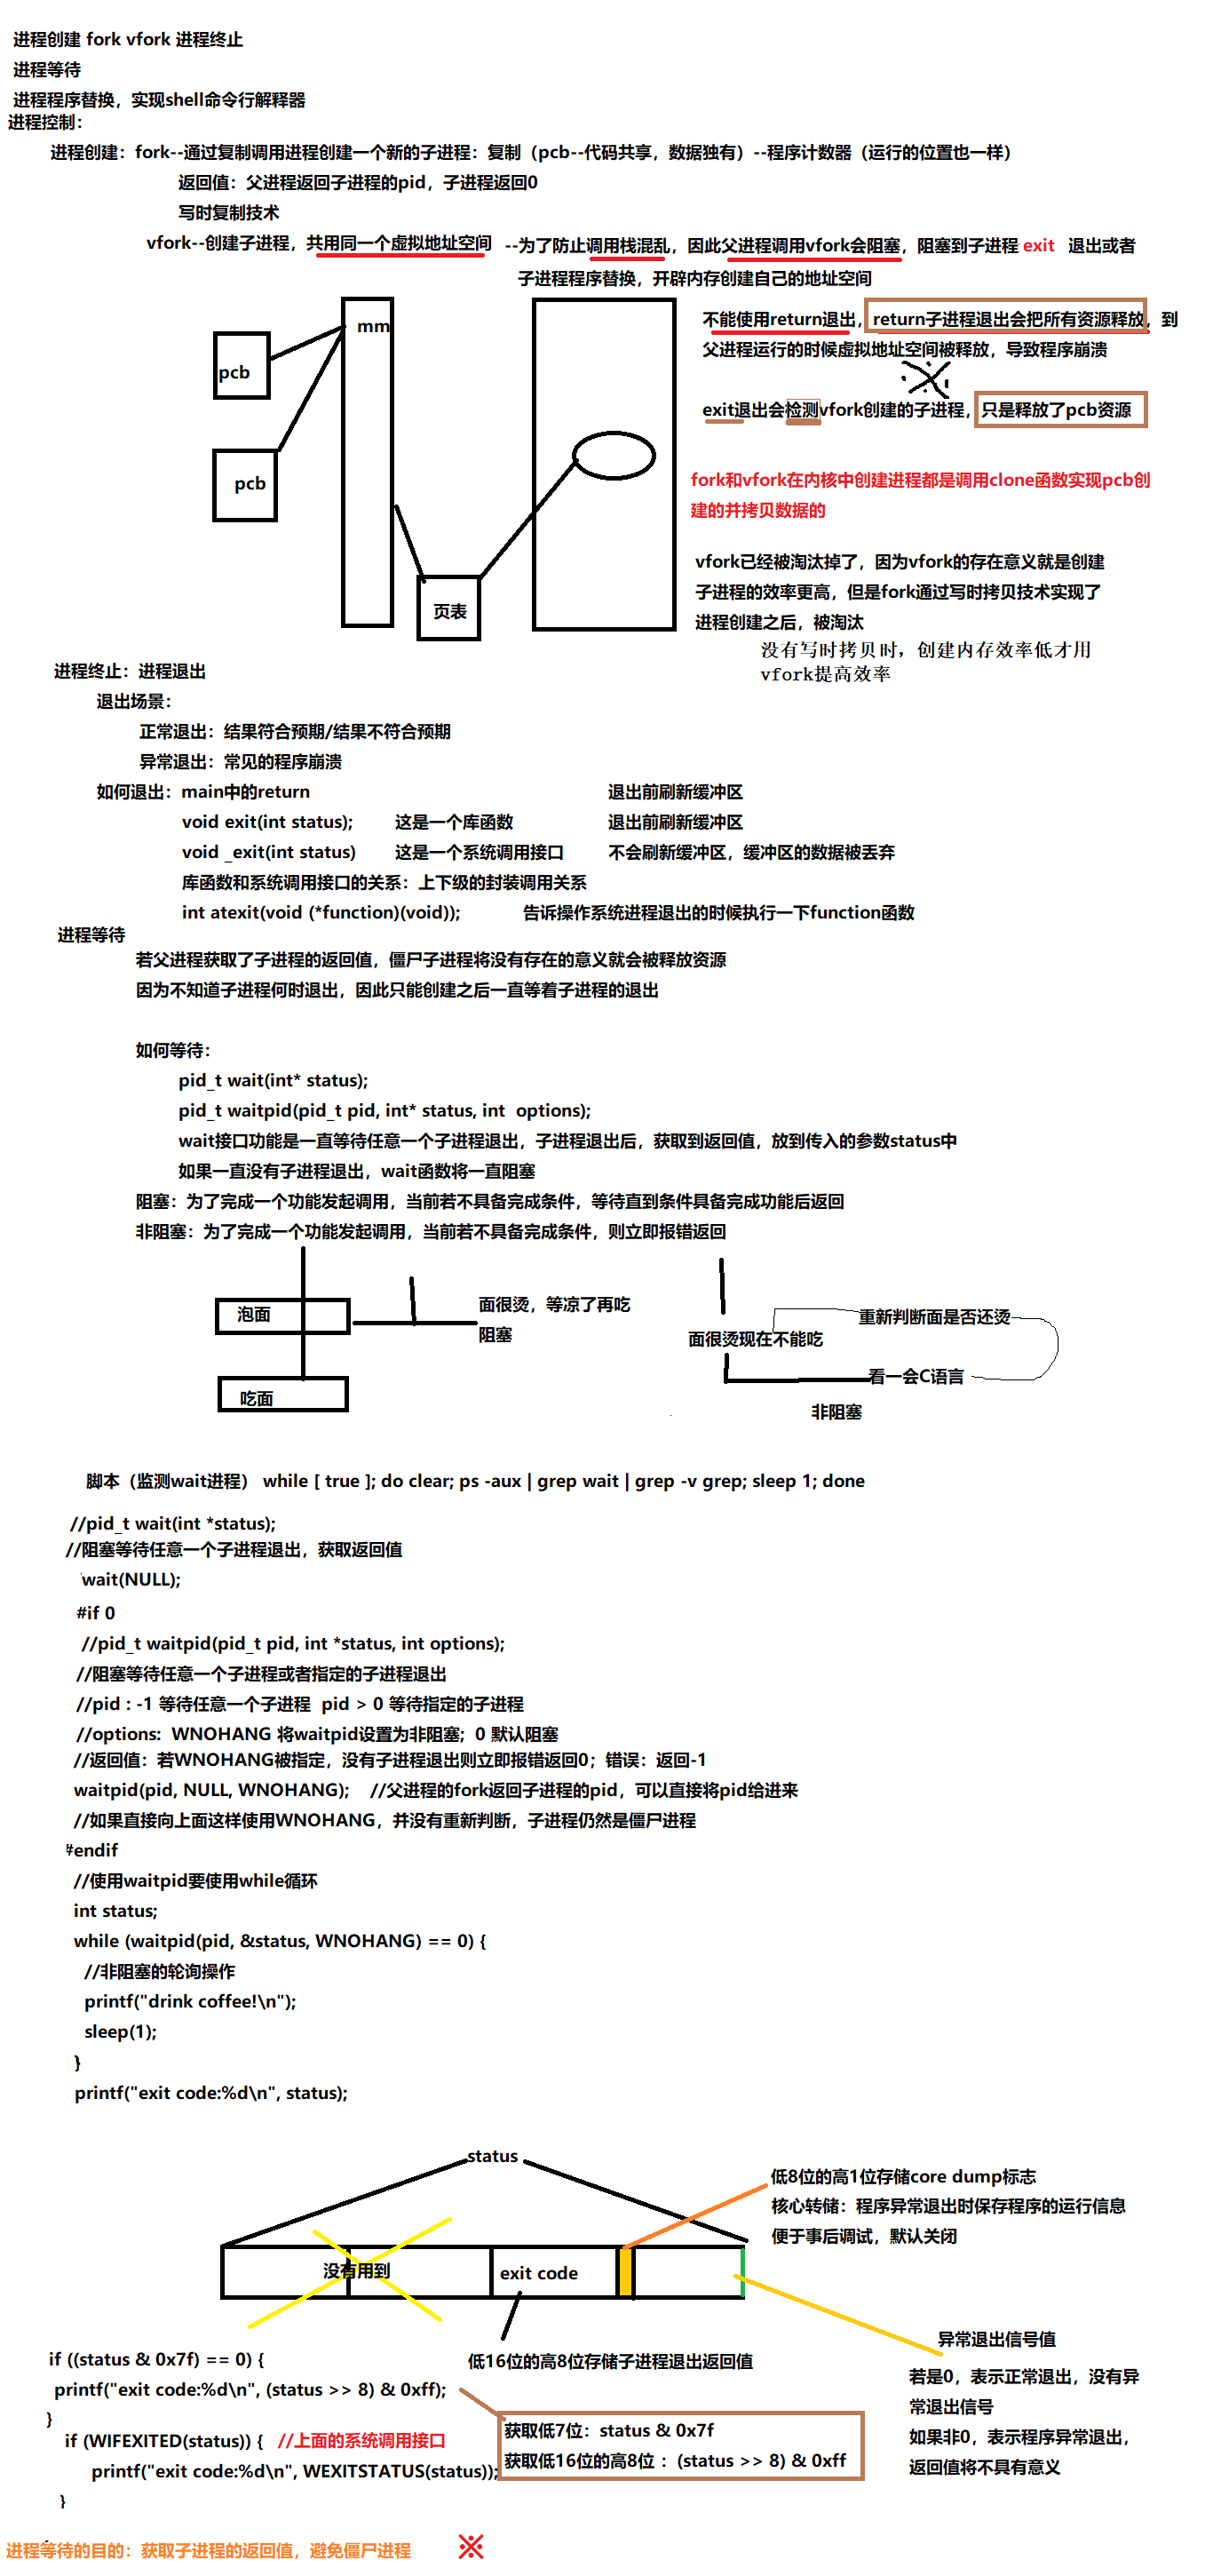 进程创建 fork vfork 进程终止
进程等待
进程程序替换，实现shell命令行解释器
进程控制：
进程创建：fork--通过复制调用进程创建一个新的子进程：复制（pcb--代码共享，数据独有）--程序计数器（运行的位置也一样）
返回值：父进程返回子进程的pid，子进程返回0
写时复制技术
vfork--创建子进程，共用同一个虚拟地址空间 --为了防止调用栈混乱，因此父进程调用vfork会阻塞，阻塞到子进程 exit 退出或者
子进程程序替换，开辟内存创建自己的地址空间
mm
pcb
pcb
页表
不能使用return退出，return子进程退出会把所有资源释放，到
父进程运行的时候虚拟地址空间被释放，导致程序崩溃
exit退出会检测vfork创建的子进程，只是释放了pcb资源
fork和vfork在内核中创建进程都是调用clone函数实现pcb创
建的并拷贝数据的
vfork已经被淘汰掉了，因为vfork的存在意义就是创建
子进程的效率更高，但是fork通过写时拷贝技术实现了
进程创建之后，被淘汰
没有写时拷贝时，创建内存效率低才用
vfork提高效率
进程终止：进程退出
退出场景：
正常退出：结果符合预期/结果不符合预期
异常退出：常见的程序崩溃
如何退出：main中的return 退出前刷新缓冲区
void exit(int status); 这是一个库函数 退出前刷新缓冲区
void _exit(int status) 这是一个系统调用接口 不会刷新缓冲区，缓冲区的数据被丢弃
库函数和系统调用接口的关系：上下级的封装调用关系
int atexit(void (*function)(void)); 告诉操作系统进程退出的时候执行一下function函数
进程等待
若父进程获取了子进程的返回值，僵尸子进程将没有存在的意义就会被释放资源
因为不知道子进程何时退出，因此只能创建之后一直等着子进程的退出
如何等待：
pid_t wait(int* status);
pid_t waitpid(pid_t pid, int* status, int  options);
wait接口功能是一直等待任意一个子进程退出，子进程退出后，获取到返回值，放到传入的参数status中
如果一直没有子进程退出，wait函数将一直阻塞
阻塞：为了完成一个功能发起调用，当前若不具备完成条件，等待直到条件具备完成功能后返回
非阻塞：为了完成一个功能发起调用，当前若不具备完成条件，则立即报错返回
泡面
吃面
面很烫，等凉了再吃
阻塞
面很烫现在不能吃
重新判断面是否还烫
看一会C语言
非阻塞
脚本（监测wait进程） while [ true ]; do clear; ps -aux | grep wait | grep -v grep; sleep 1; done
//pid_t wait(int *status);
//阻塞等待任意一个子进程退出，获取返回值
wait(NULL);
#if 0
//pid_t waitpid(pid_t pid, int *status, int options);
//阻塞等待任意一个子进程或者指定的子进程退出
//pid : -1 等待任意一个子进程  pid > 0 等待指定的子进程
//options:  WNOHANG 将waitpid设置为非阻塞；0 默认阻塞
//返回值：若WNOHANG被指定，没有子进程退出则立即报错返回0；错误：返回-1
waitpid(pid, NULL, WNOHANG); //父进程的fork返回子进程的pid，可以直接将pid给进来
//如果直接向上面这样使用WNOHANG，并没有重新判断，子进程仍然是僵尸进程
#endif
//使用waitpid要使用while循环
int status;
while (waitpid(pid, &status, WNOHANG) == 0) {
//非阻塞的轮询操作
printf("drink coffee!\n");
sleep(1);
}
printf("exit code:%d\n", status);
status
低8位的高1位存储core dump标志
核心转储：程序异常退出时保存程序的运行信息
便于事后调试，默认关闭
没有用到
exit code
低16位的高8位存储子进程退出返回值
异常退出信号值
若是0，表示正常退出，没有异
常退出信号
如果非0，表示程序异常退出，
返回值将不具有意义
if ((status & 0x7f) == 0) {
printf("exit code:%d\n", (status >> 8) & 0xff);
}
if (WIFEXITED(status)) { //上面的系统调用接口
printf("exit code:%d\n", WEXITSTATUS(status));
}
获取低7位：status & 0x7f
获取低16位的高8位：(status >> 8) & 0xff
进程等待的目的：获取子进程的返回值，避免僵尸进程 ※